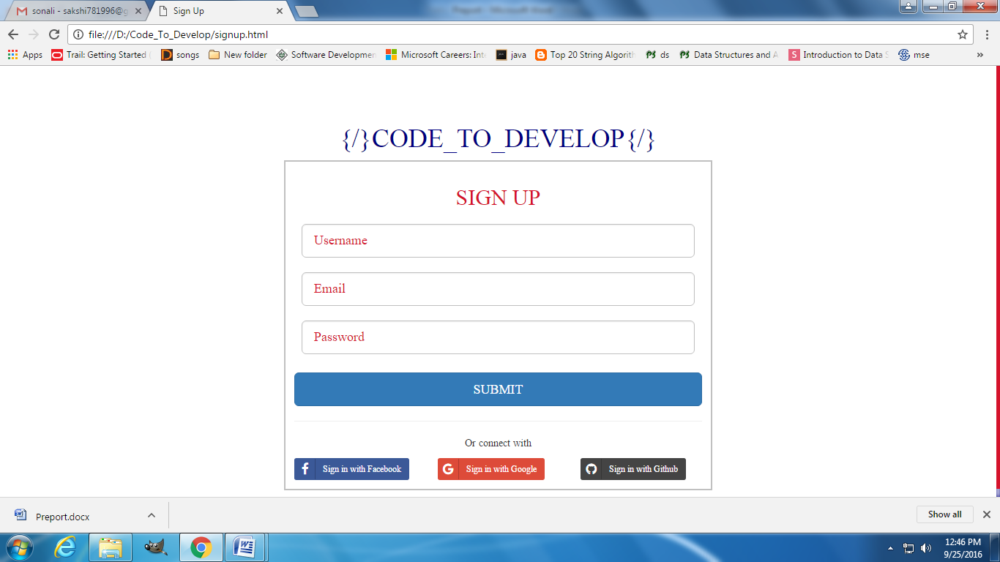 sonali - sakshi781996@g
Sign Up
Preport - Microsoft Word
file:///D:/Code_To_Develop/signup.html
Apps Trail: Getting Started ( songs New folder Software Developmen Microsoft Careers: Inte java Top 20 String Algorith ds Data Structures and A Introduction to Data S mse »
{/}CODE_TO_DEVELOP{/}
SIGN UP
Username
Email
Password
SUBMIT
Or connect with
Sign in with Facebook Sign in with Google Sign in with Github
Preport.docx
Show all
12:46 PM
9/25/2016